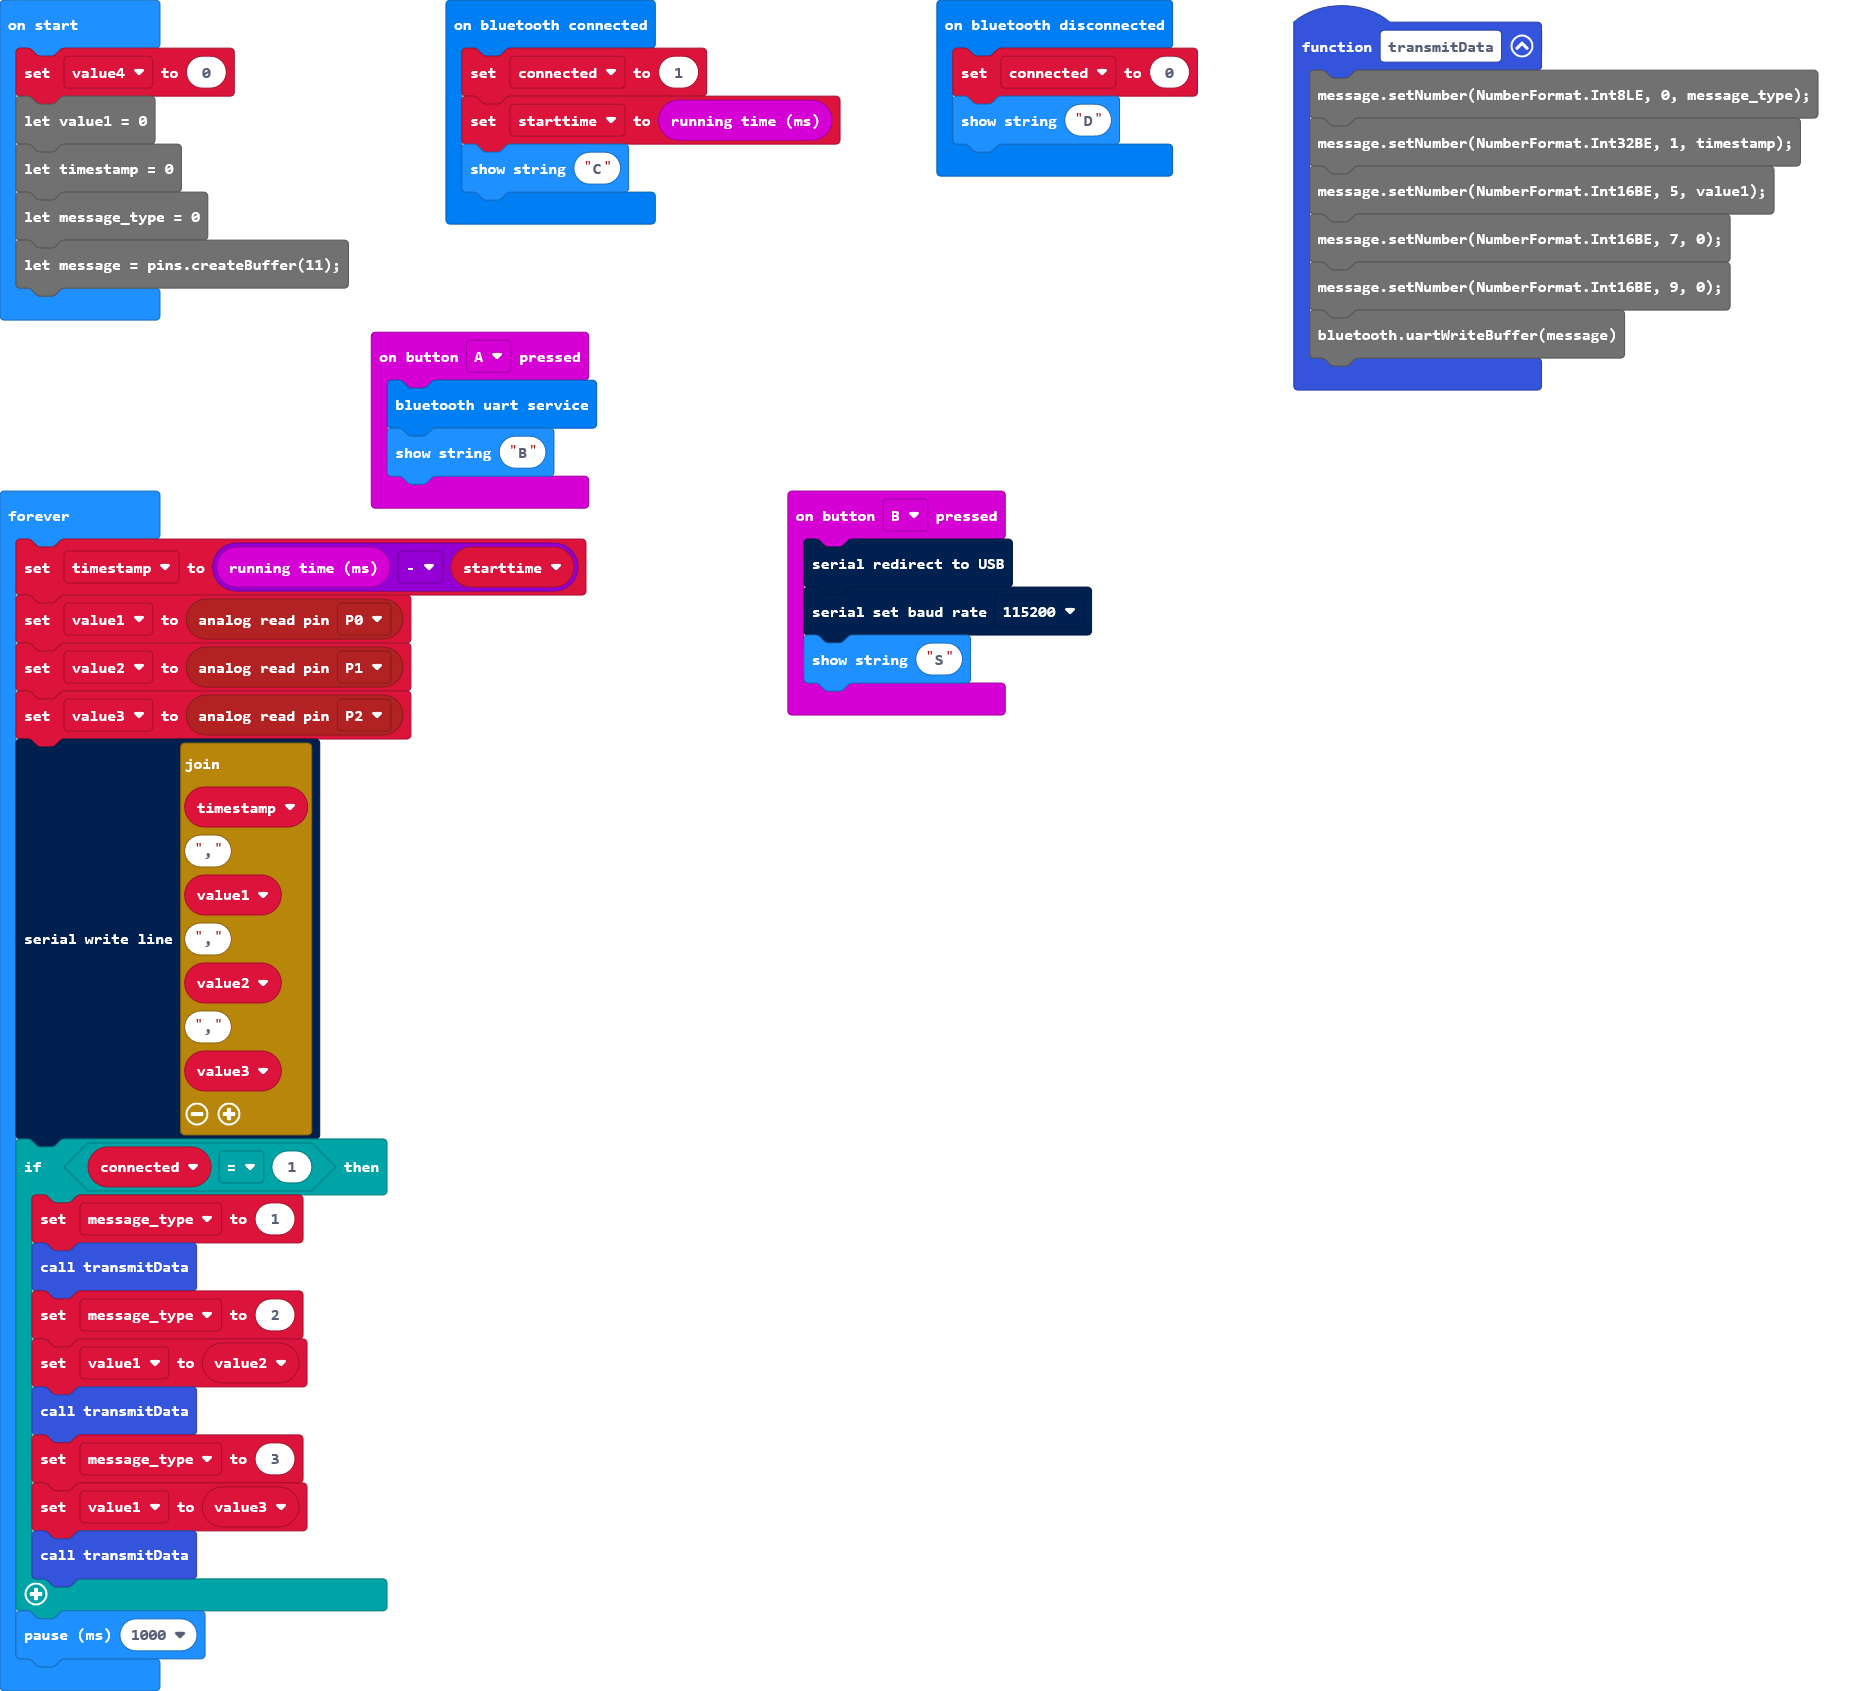 on start
set value4 to 0
let value1 = 0
let timestamp = 0
let message_type = 0
let message = pins.createBuffer(11);
on bluetooth connected
set connected to 1
set starttime to running time (ms)
show string "C"
on bluetooth disconnected
set connected to 0
show string "D"
function transmitData
message.setNumber(NumberFormat.Int8LE, 0, message_type);
message.setNumber(NumberFormat.Int32BE, 1, timestamp);
message.setNumber(NumberFormat.Int16BE, 5, value1);
message.setNumber(NumberFormat.Int16BE, 7, 0);
message.setNumber(NumberFormat.Int16BE, 9, 0);
bluetooth.uartWriteBuffer(message)
on button A pressed
bluetooth uart service
show string "B"
forever
set timestamp to running time (ms) - starttime
set value1 to analog read pin P0
set value2 to analog read pin P1
set value3 to analog read pin P2
serial write line
join
timestamp
","
value1
","
value2
","
value3
if connected = 1 then
set message_type to 1
call transmitData
set message_type to 2
set value1 to value2
call transmitData
set message_type to 3
set value1 to value3
call transmitData
pause (ms) 1000
on button B pressed
serial redirect to USB
serial set baud rate 115200
show string "S"